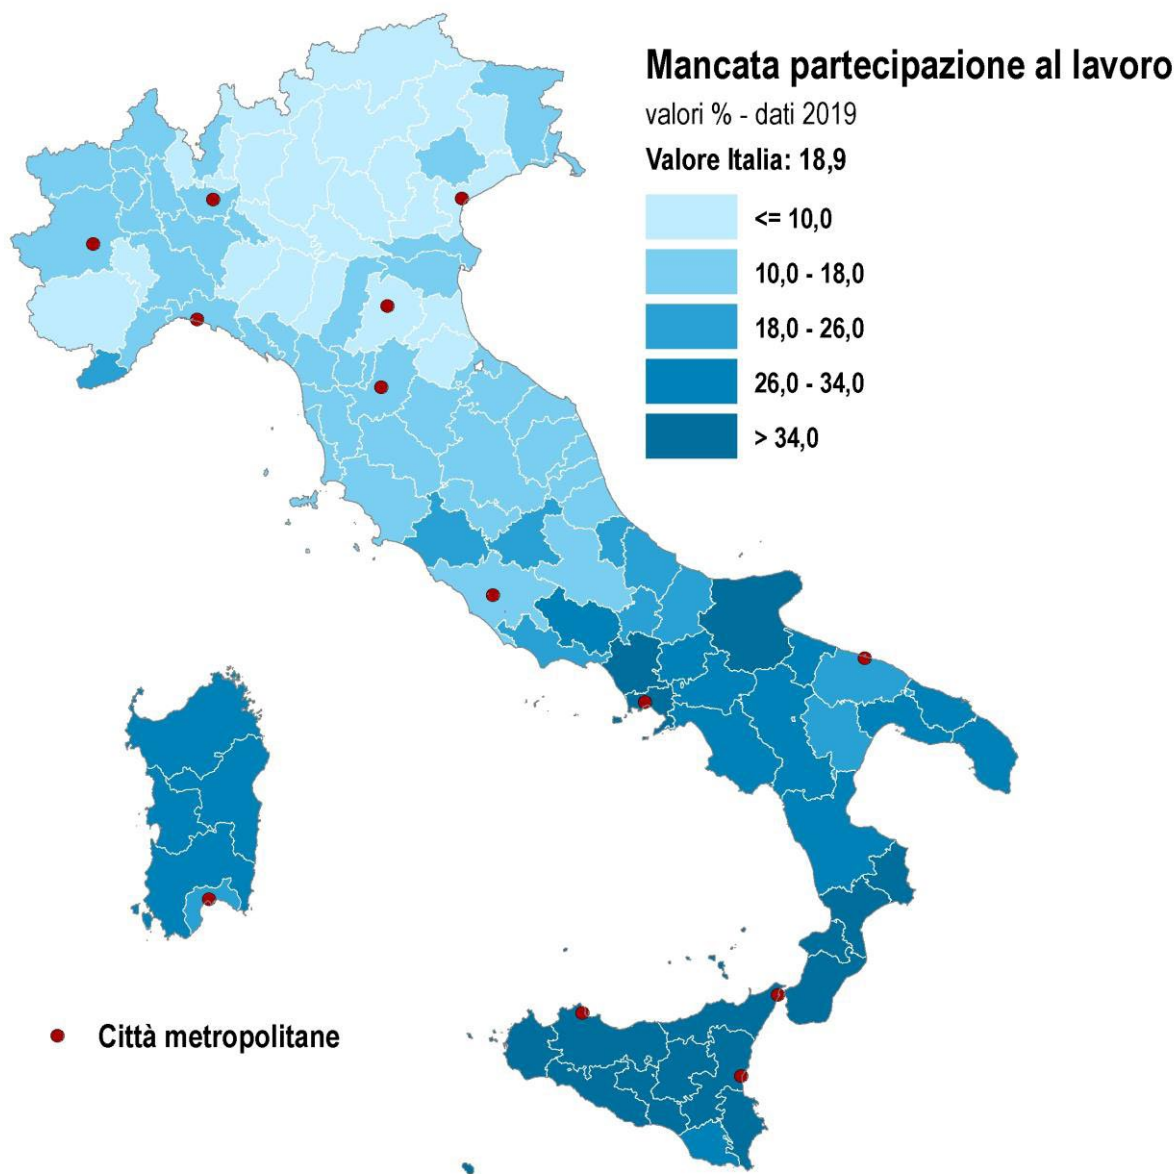 Mancata partecipazione al lavoro
valori % - dati 2019
Valore Italia: 18,9
<= 10,0
10,0 - 18,0
18,0 - 26,0
26,0 - 34,0
> 34,0
Città metropolitane